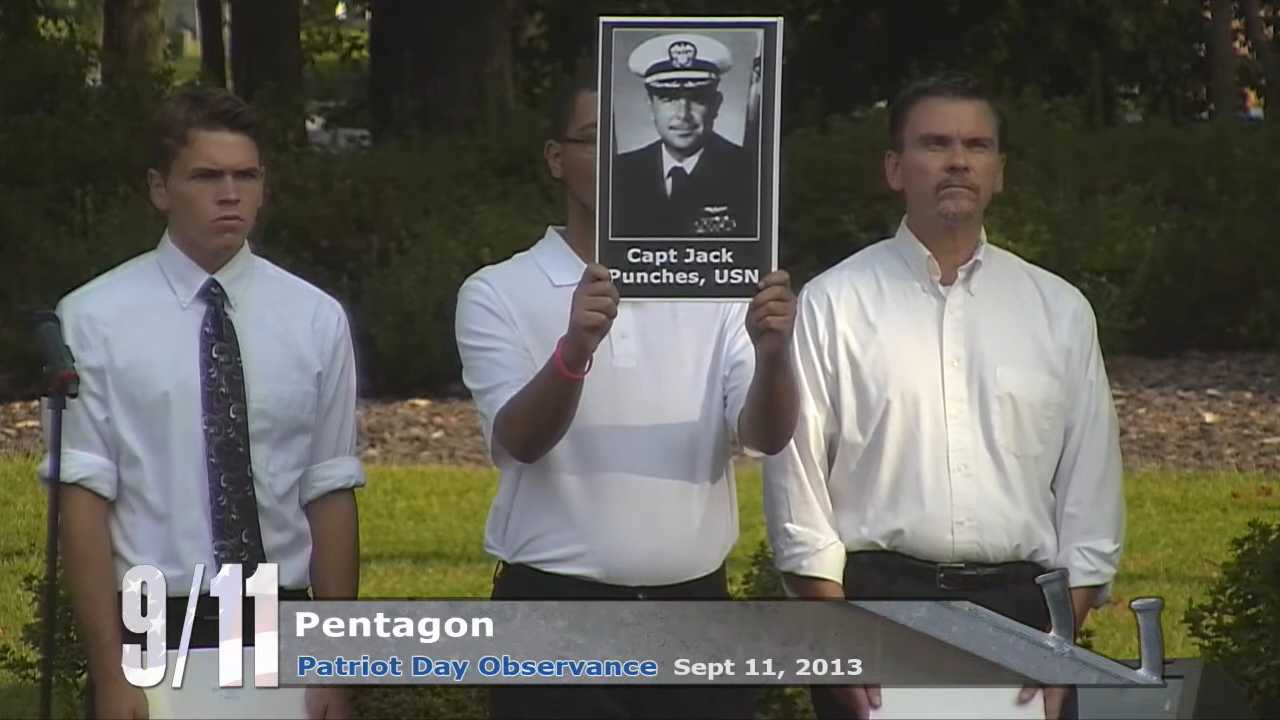 Capt Jack
Punches, USN
9/11
Pentagon
Patriot Day Observance Sept 11, 2013